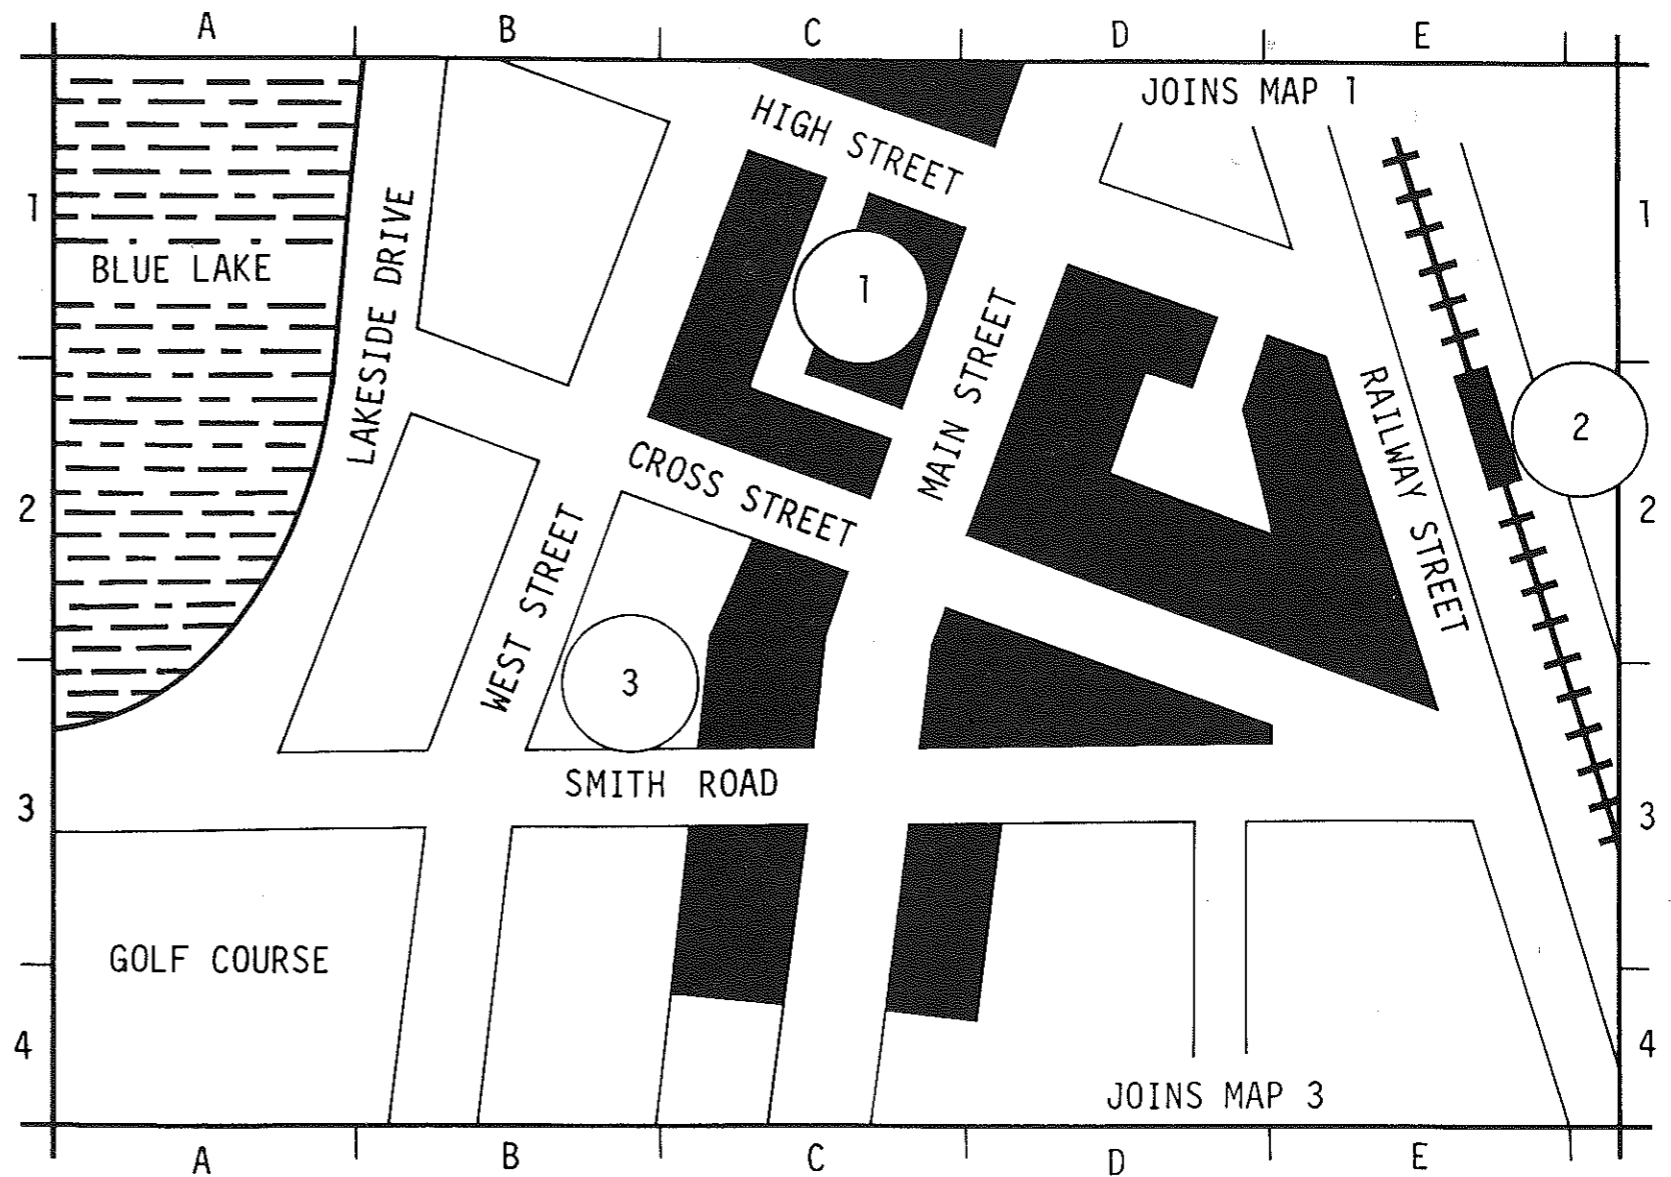 A B C D E
JOINS MAP 1
HIGH STREET
1 1
LAKESIDE DRIVE
BLUE LAKE
1
MAIN STREET
RAILWAY STREET
2
CROSS STREET
2 2
WEST STREET
3
SMITH ROAD
3 3
GOLF COURSE
4 4
JOINS MAP 3
A B C D E